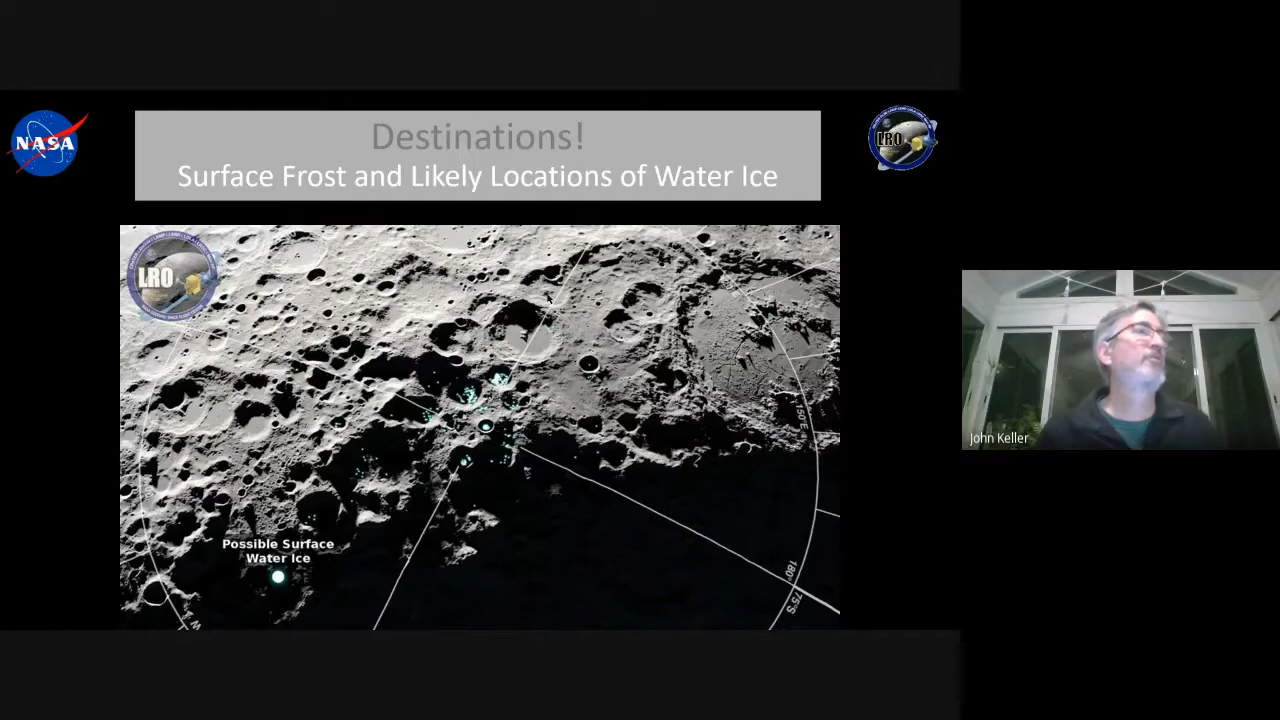 NASA
Destinations!
Surface Frost and Likely Locations of Water Ice
LRO
LRO
150°E
Possible Surface
Water Ice
180°
75°S
W
John Keller